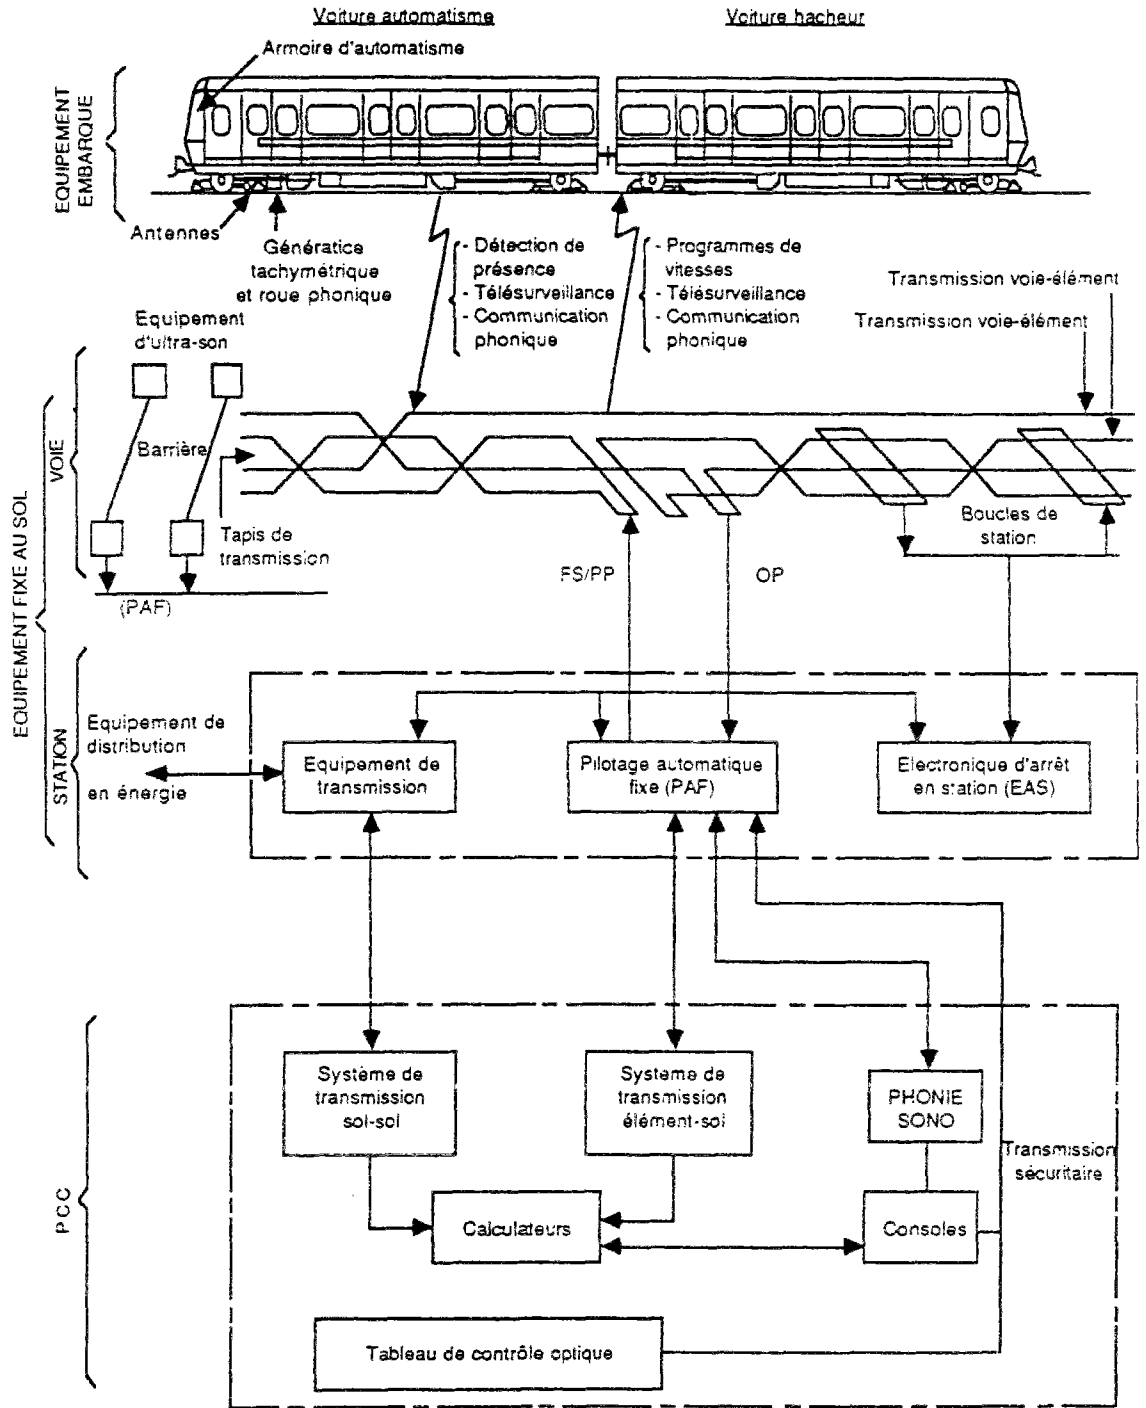 Voiture automatisme
Voiture hacheur
Armoire d'automatisme
EQUIPEMENT
EMBARQUE
Antennes
Génératice
tachymétrique
et roue phonique
- Détection de
présence
- Télésurveillance
- Communication
phonique
- Programmes de
vitesses
- Télésurveillance
- Communication
phonique
Transmission voie-élément
Transmission voie-élément
Equipement
d'ultra-son
Barrière
Tapis de
transmission
(PAF)
VOIE
EQUIPEMENT FIXE AU SOL
Boucles de
station
FS/PP
OP
STATION
Equipement de
distribution
en énergie
Equipement de
transmission
Pilotage automatique
fixe (PAF)
Electronique d'arrêt
en station (EAS)
PCC
Système de
transmission
sol-sol
Système de
transmission
élément-sol
PHONIE
SONO
Transmission
sécuritaire
Calculateurs
Consoles
Tableau de contrôle optique